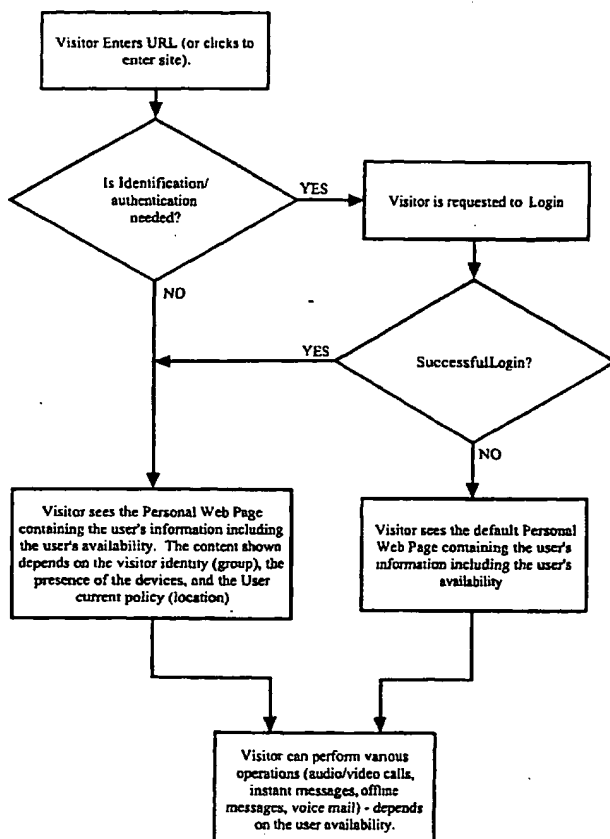 Visitor Enters URL (or clicks to
enter site).
Is Identification/
authentication
needed?
YES
Visitor is requested to Login
NO
YES
SuccessfulLogin?
NO
Visitor sees the Personal Web Page
containing the user's information including
the user's availability. The content shown
depends on the visitor identity (group), the
presence of the devices, and the User
current policy (location)
Visitor sees the default Personal
Web Page containing the user's
information including the user's
availability
Visitor can perform various
operations (audio/video calls,
instant messages, offline
messages, voice mail) - depends
on the user availability.